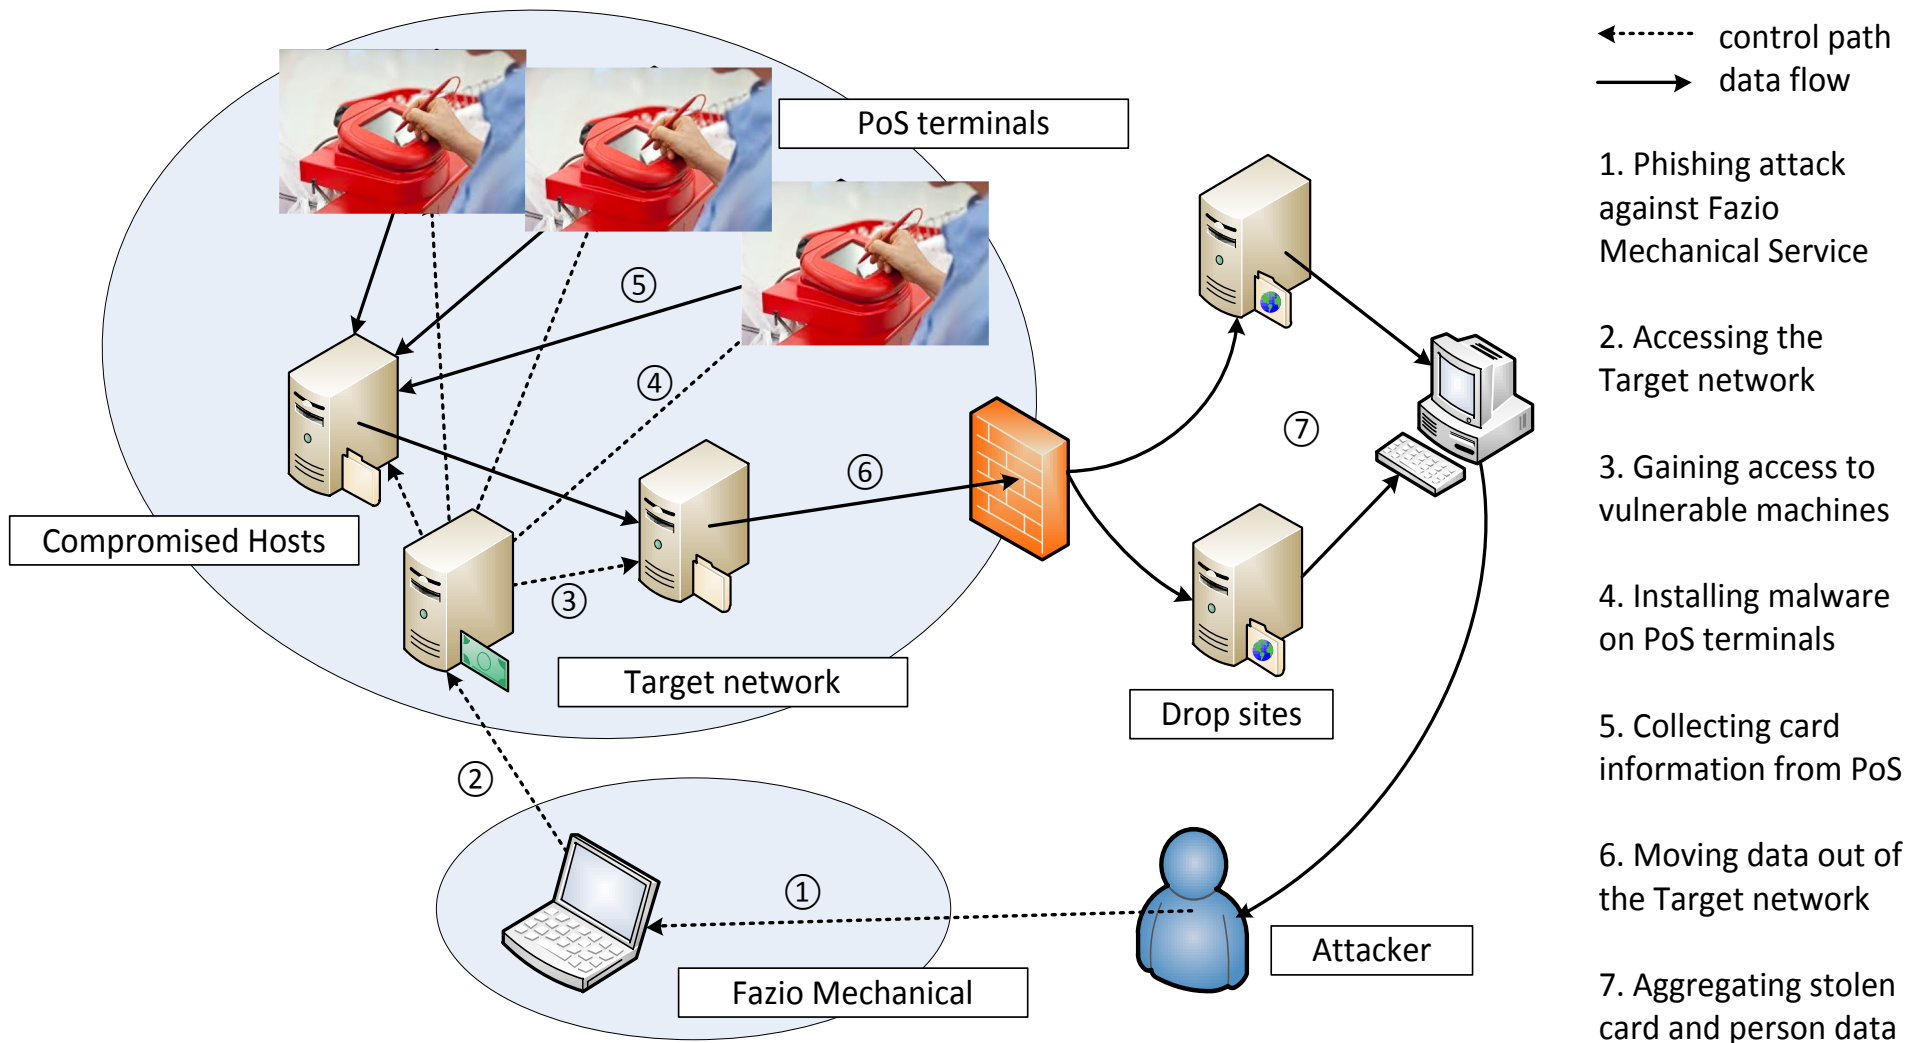 control path
data flow
PoS terminals
1. Phishing attack
against Fazio
Mechanical Service
⑤
2. Accessing the
Target network
④
⑦
⑥
3. Gaining access to
vulnerable machines
Compromised Hosts
③
4. Installing malware
on PoS terminals
Target network
Drop sites
5. Collecting card
information from PoS
②
①
6. Moving data out of
the Target network
Attacker
Fazio Mechanical
7. Aggregating stolen
card and person data